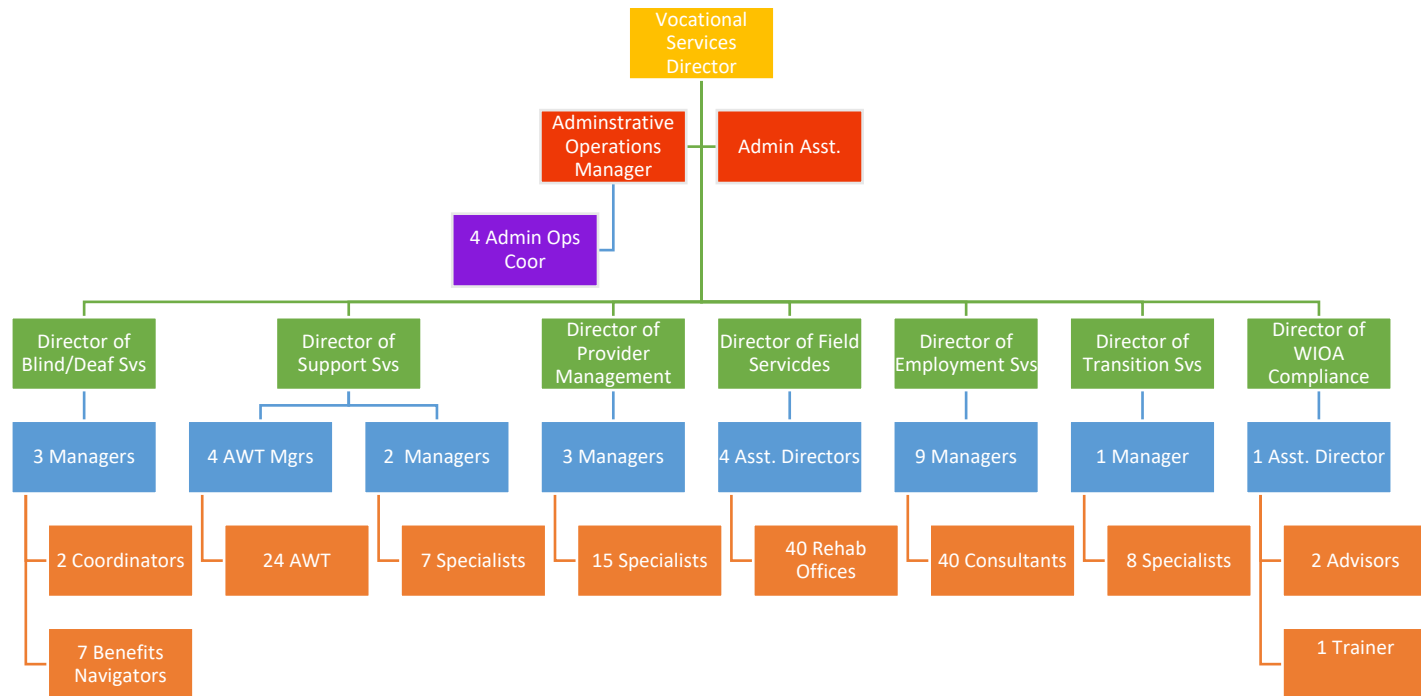 Vocational
Services
Director
Adminstrative
Operations
Manager
Admin Asst.
4 Admin Ops
Coor
Director of
Blind/Deaf Svs
Director of
Support Svs
Director of
Provider
Management
Director of Field
Servicdes
Director of
Employment Svs
Director of
Transition Svs
Director of
WIOA
Compliance
3 Managers
4 AWT Mgrs
2  Managers
3 Managers
4 Asst. Directors
9 Managers
1 Manager
1 Asst. Director
2 Coordinators
24 AWT
7 Specialists
15 Specialists
40 Rehab
Offices
40 Consultants
8 Specialists
2 Advisors
7 Benefits
Navigators
1 Trainer